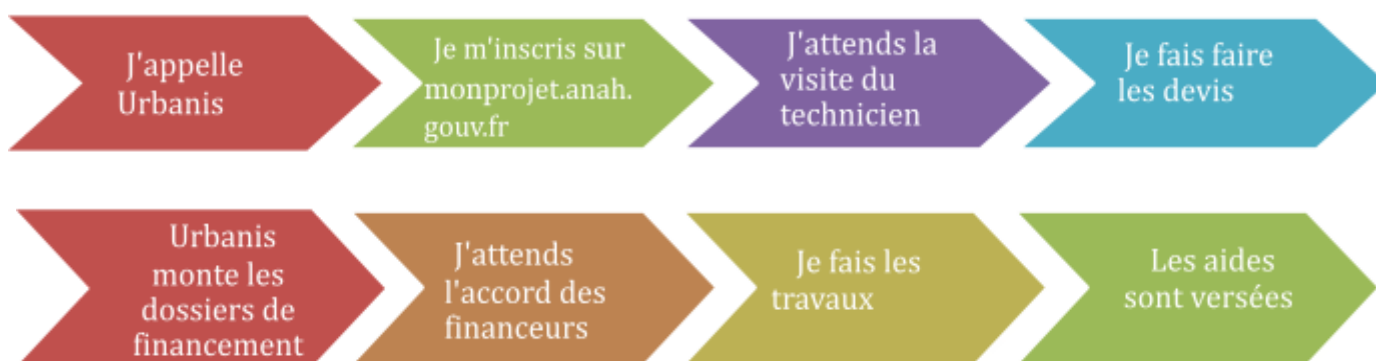 J'appelle
Urbanis
Je m'inscris sur
monprojet.anah.
gouv.fr
J'attends la
visite du
technicien
Je fais faire
les devis
Urbanis
monte les
dossiers de
financement
J'attends
l'accord des
financeurs
Je fais les
travaux
Les aides
sont versées